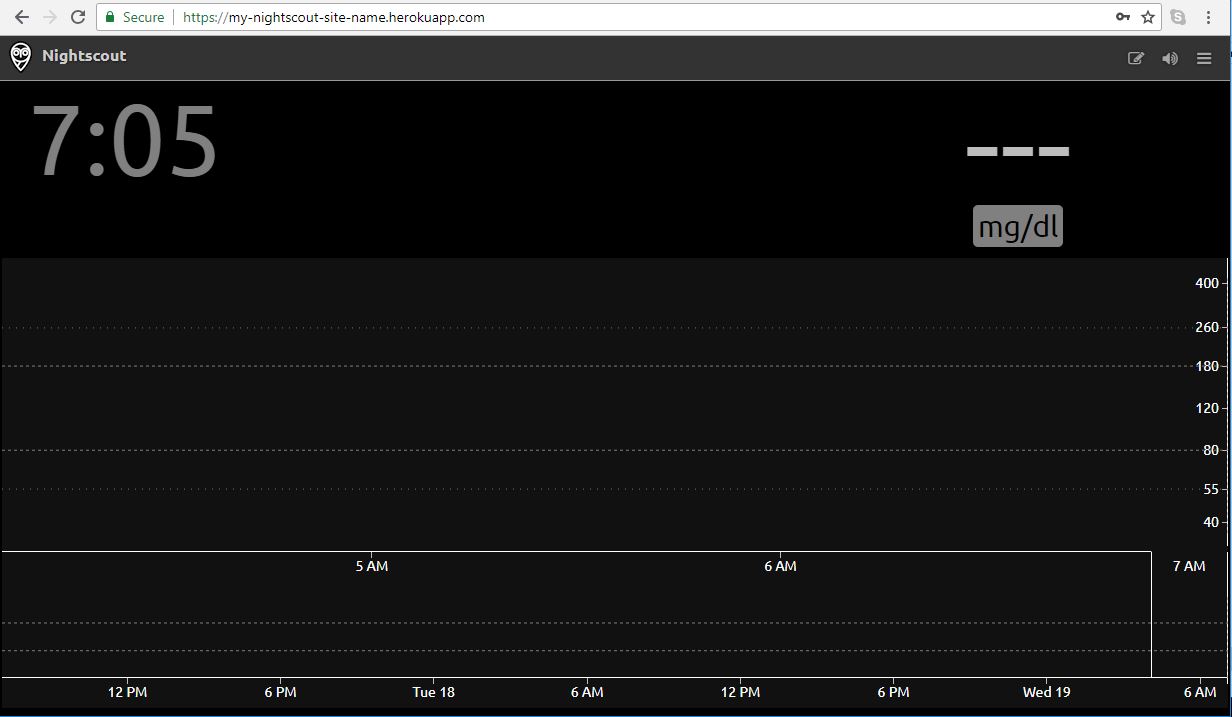 Secure https://my-nightscout-site-name.herokuapp.com
Nightscout
7:05
---
mg/dl
400
260
180
120
80
55
40
5 AM 6 AM 7 AM
12 PM 6 PM Tue 18 6 AM 12 PM 6 PM Wed 19 6 AM